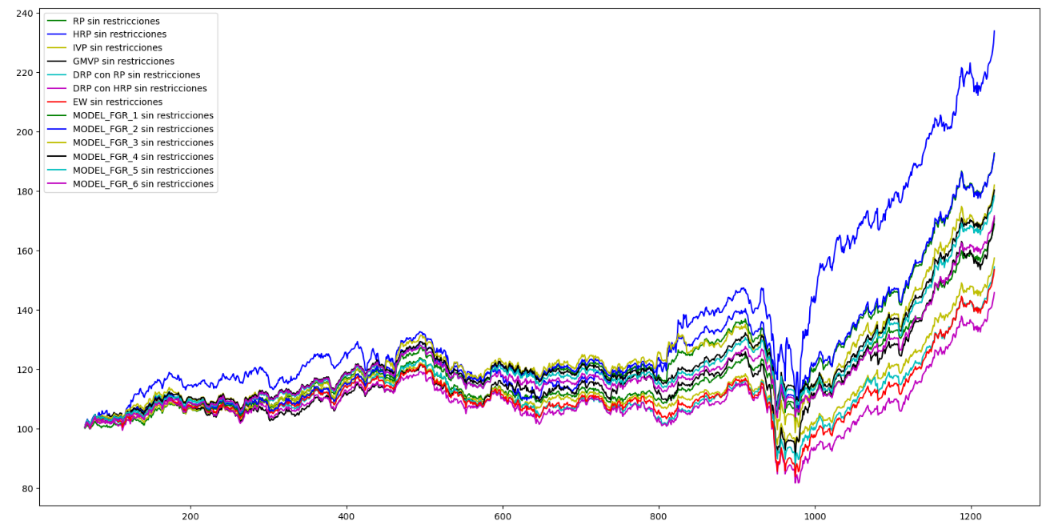 240
220
200
180
160
140
120
100
80
RP sin restricciones
HRP sin restricciones
IVP sin restricciones
GMVP sin restricciones
DRP con RP sin restricciones
DRP con HRP sin restricciones
EW sin restricciones
MODEL_FGR_1 sin restricciones
MODEL_FGR_2 sin restricciones
MODEL_FGR_3 sin restricciones
MODEL_FGR_4 sin restricciones
MODEL_FGR_5 sin restricciones
MODEL_FGR_6 sin restricciones
200 400 600 800 1000 1200